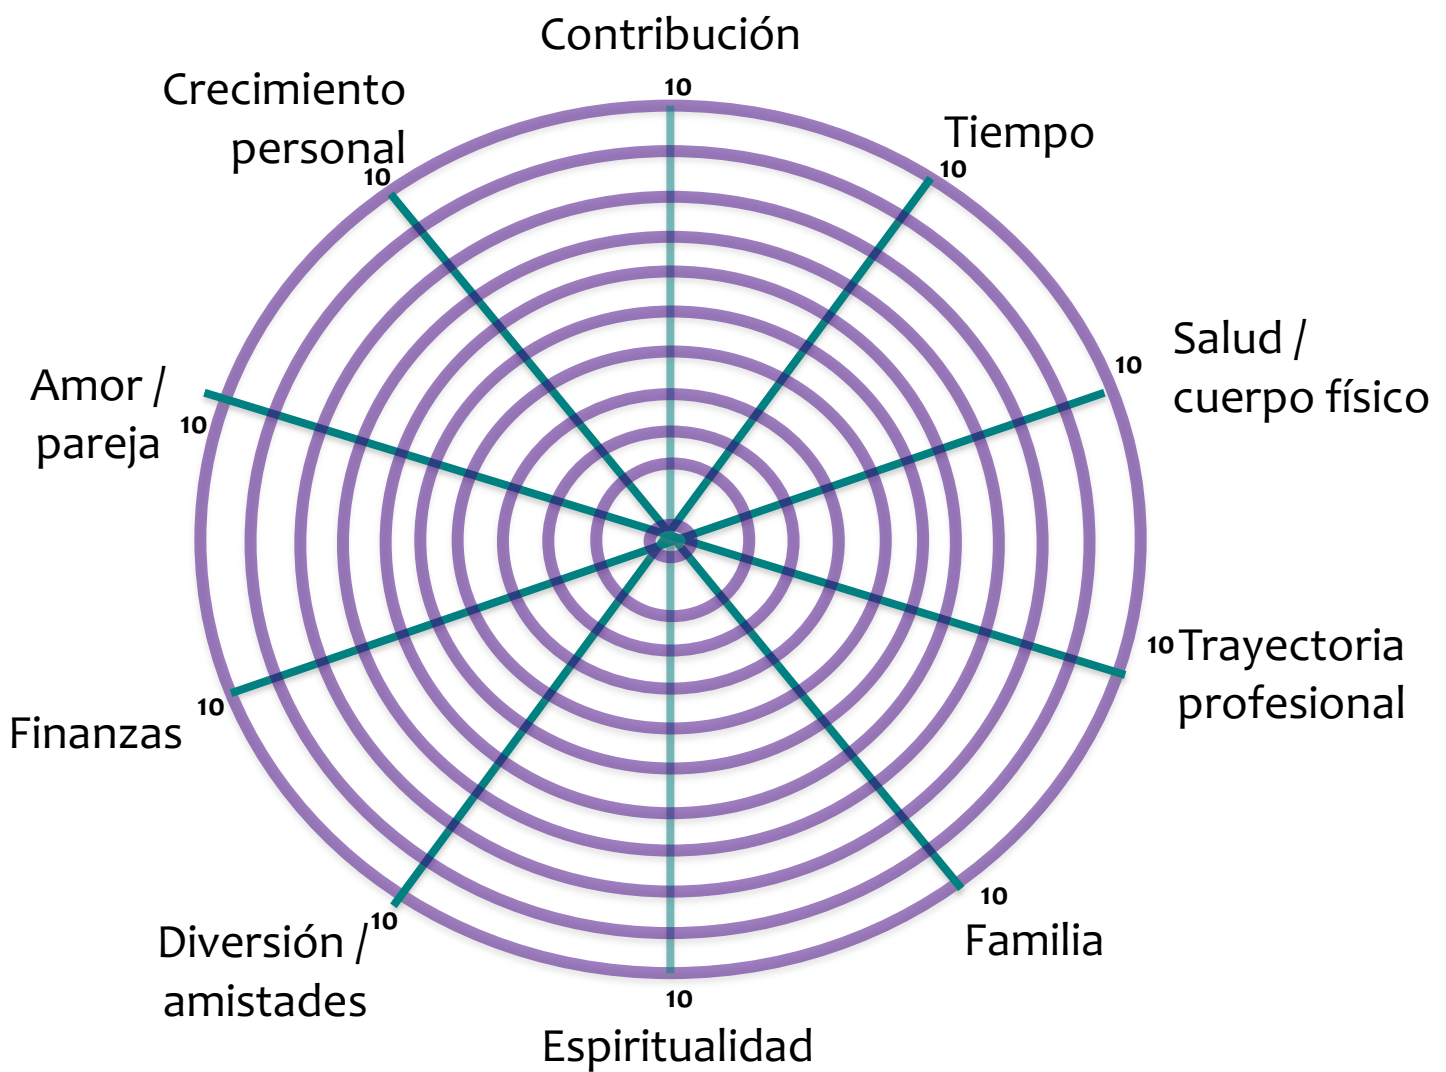 Contribución
10
Crecimiento
personal
10
Tiempo
10
Salud /
cuerpo físico
10
Amor /
pareja
10
10
Trayectoria
profesional
Finanzas
10
10
Familia
Diversión /
amistades
10
10
Espiritualidad